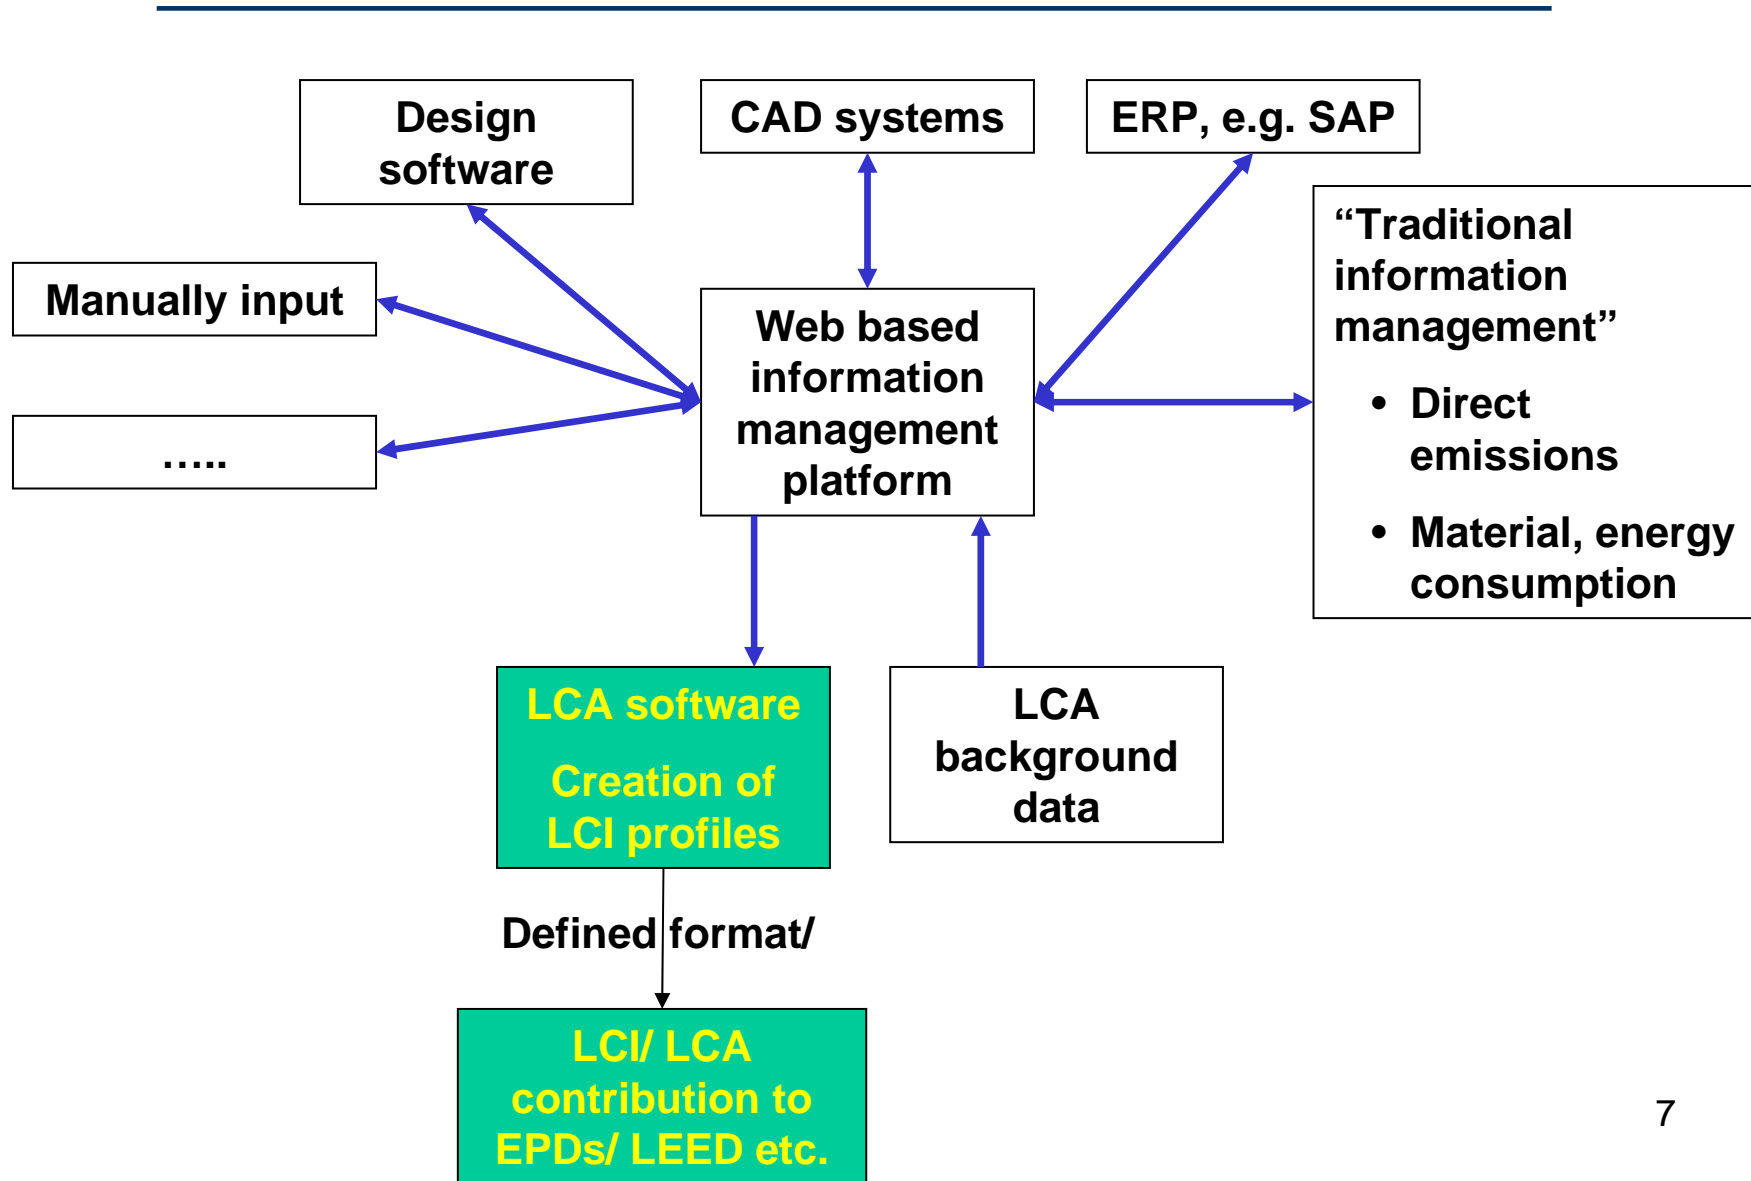 Design
software
CAD systems
ERP, e.g. SAP
“Traditional
information
management”
• Direct
emissions
• Material, energy
consumption
Manually input
…..
Web based
information
management
platform
LCA software
Creation of
LCI profiles
LCA
background
data
Defined format/
LCI/ LCA
contribution to
EPDs/ LEED etc.
7